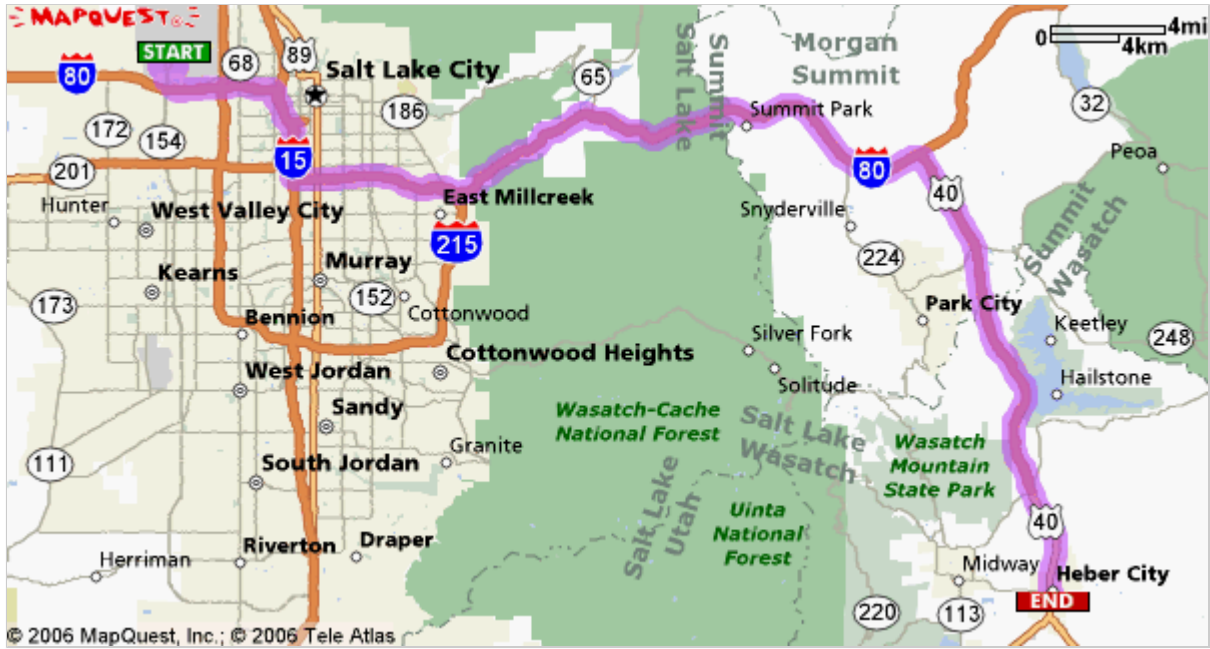 MAPQUEST
START
80
68
89
Salt Lake City
65
Morgan
Summit
Salt Lake
Summit
0 4mi
4km
172
154
186
Summit Park
32
201
15
80
Peoa
Hunter
West Valley City
East Millcreek
40
Snyderville
215
Summit
Wasatch
Kearns
Murray
224
173
152
Cottonwood
Park City
Bennion
Silver Fork
Keetley
248
Cottonwood Heights
West Jordan
Solitude
Hailstone
Sandy
Wasatch-Cache
National Forest
Salt Lake
Wasatch
Wasatch
Mountain
State Park
Granite
111
South Jordan
Salt Lake
Utah
Uinta
National
Forest
40
Riverton
Draper
Herriman
Midway
Heber City
END
220
113
© 2006 MapQuest, Inc.; © 2006 Tele Atlas